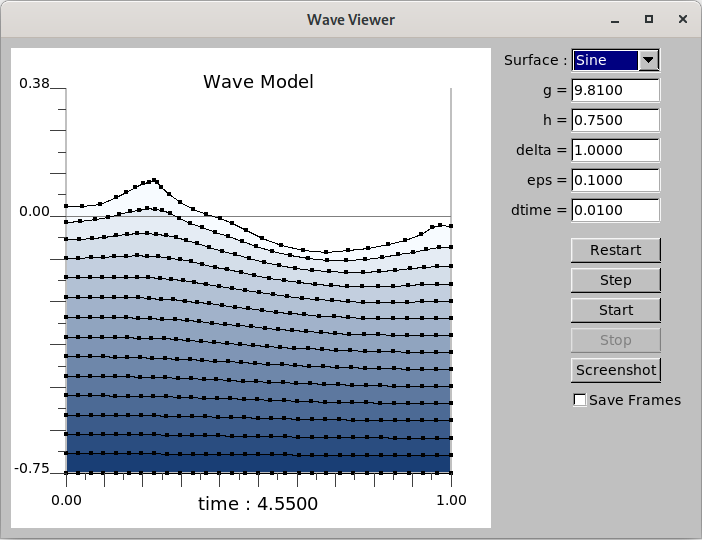 Wave Viewer
Wave Model
0.38
0.00
-0.75
0.00
1.00
time : 4.5500
Surface : Sine
g = 9.8100
h = 0.7500
delta = 1.0000
eps = 0.1000
dtime = 0.0100
Restart
Step
Start
Stop
Screenshot
Save Frames